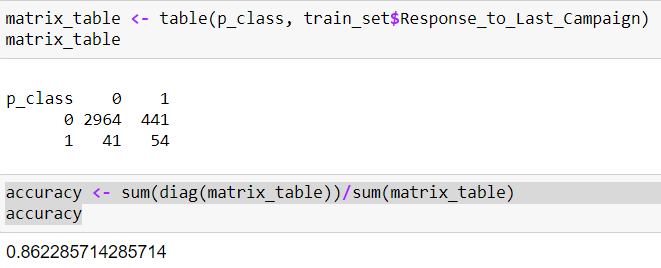 matrix_table <- table(p_class, train_set$Response_to_Last_Campaign)
matrix_table
p_class 0 1
0 2964 441
1 41 54
accuracy <- sum(diag(matrix_table))/sum(matrix_table)
accuracy
0.862285714285714